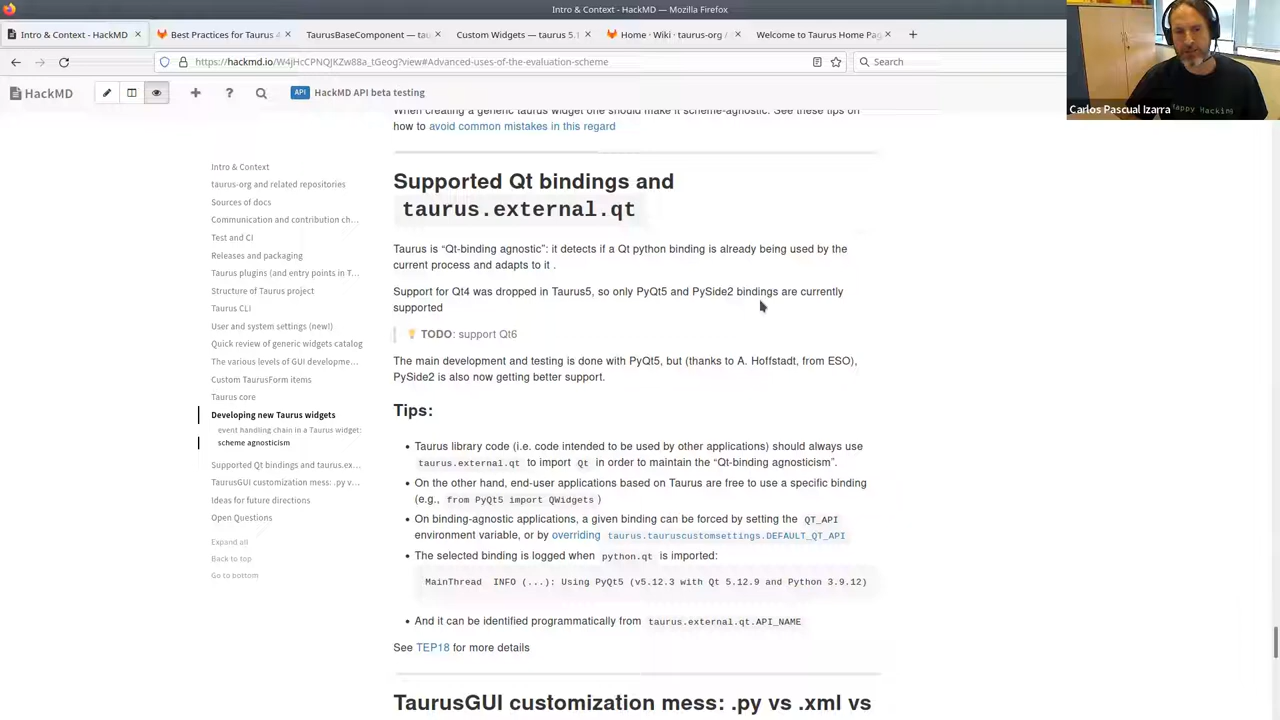 Intro & Context - HackMD — Mozilla Firefox
Intro & Context - HackMD
Best Practices for Taurus 4
TaurusBaseComponent — tau
Custom Widgets — taurus 5.1
Home · Wiki · taurus-org /
Welcome to Taurus Home Pag
https://hackmd.io/W4jHcCPNQJKZw88a_tGeog?view#Advanced-uses-of-the-evaluation-scheme
Search
HackMD
API HackMD API beta testing
Carlos Pascual Izarra
Happy Hacking
When creating a generic taurus widget one should make it scheme-agnostic. See these tips on
how to avoid common mistakes in this regard
Intro & Context
taurus-org and related repositories
Sources of docs
Communication and contribution ch...
Test and CI
Releases and packaging
Taurus plugins (and entry points in T...
Structure of Taurus project
Taurus CLI
User and system settings (new!)
Quick review of generic widgets catalog
The various levels of GUI developme...
Custom TaurusForm items
Taurus core
Developing new Taurus widgets
event handling chain in a Taurus widget:
scheme agnosticism
Supported Qt bindings and taurus.ex...
TaurusGUI customization mess: .py v...
Ideas for future directions
Open Questions
Expand all
Back to top
Go to bottom
Supported Qt bindings and
taurus.external.qt
Taurus is “Qt-binding agnostic”: it detects if a Qt python binding is already being used by the
current process and adapts to it .
Support for Qt4 was dropped in Taurus5, so only PyQt5 and PySide2 bindings are currently
supported
TODO: support Qt6
The main development and testing is done with PyQt5, but (thanks to A. Hoffstadt, from ESO),
PySide2 is also now getting better support.
Tips:
• Taurus library code (i.e. code intended to be used by other applications) should always use
taurus.external.qt to import Qt in order to maintain the “Qt-binding agnosticism”.
• On the other hand, end-user applications based on Taurus are free to use a specific binding
(e.g., from PyQt5 import QWidgets )
• On binding-agnostic applications, a given binding can be forced by setting the QT_API
environment variable, or by overriding taurus.tauruscustomsettings.DEFAULT_QT_API
• The selected binding is logged when python.qt is imported:
MainThread INFO (...): Using PyQt5 (v5.12.3 with Qt 5.12.9 and Python 3.9.12)
• And it can be identified programmatically from taurus.external.qt.API_NAME
See TEP18 for more details
TaurusGUI customization mess: .py vs .xml vs